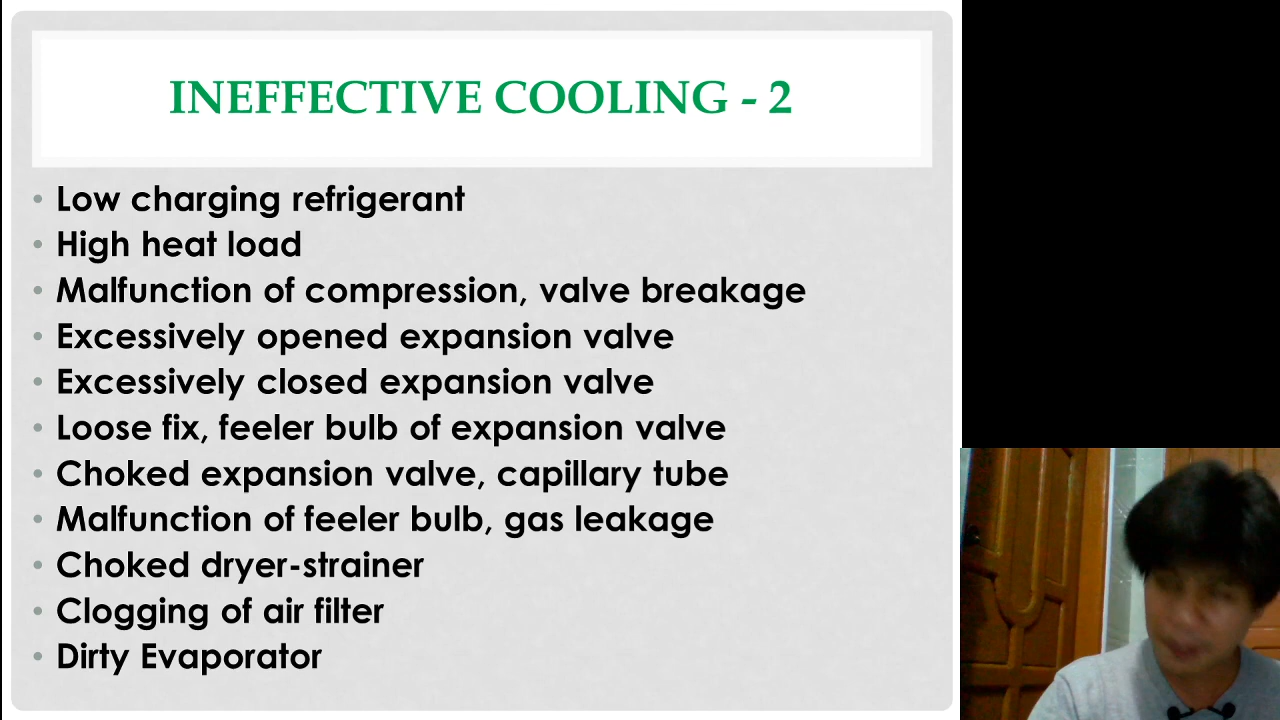 INEFFECTIVE COOLING - 2
• Low charging refrigerant
• High heat load
• Malfunction of compression, valve breakage
• Excessively opened expansion valve
• Excessively closed expansion valve
• Loose fix, feeler bulb of expansion valve
• Choked expansion valve, capillary tube
• Malfunction of feeler bulb, gas leakage
• Choked dryer-strainer
• Clogging of air filter
• Dirty Evaporator